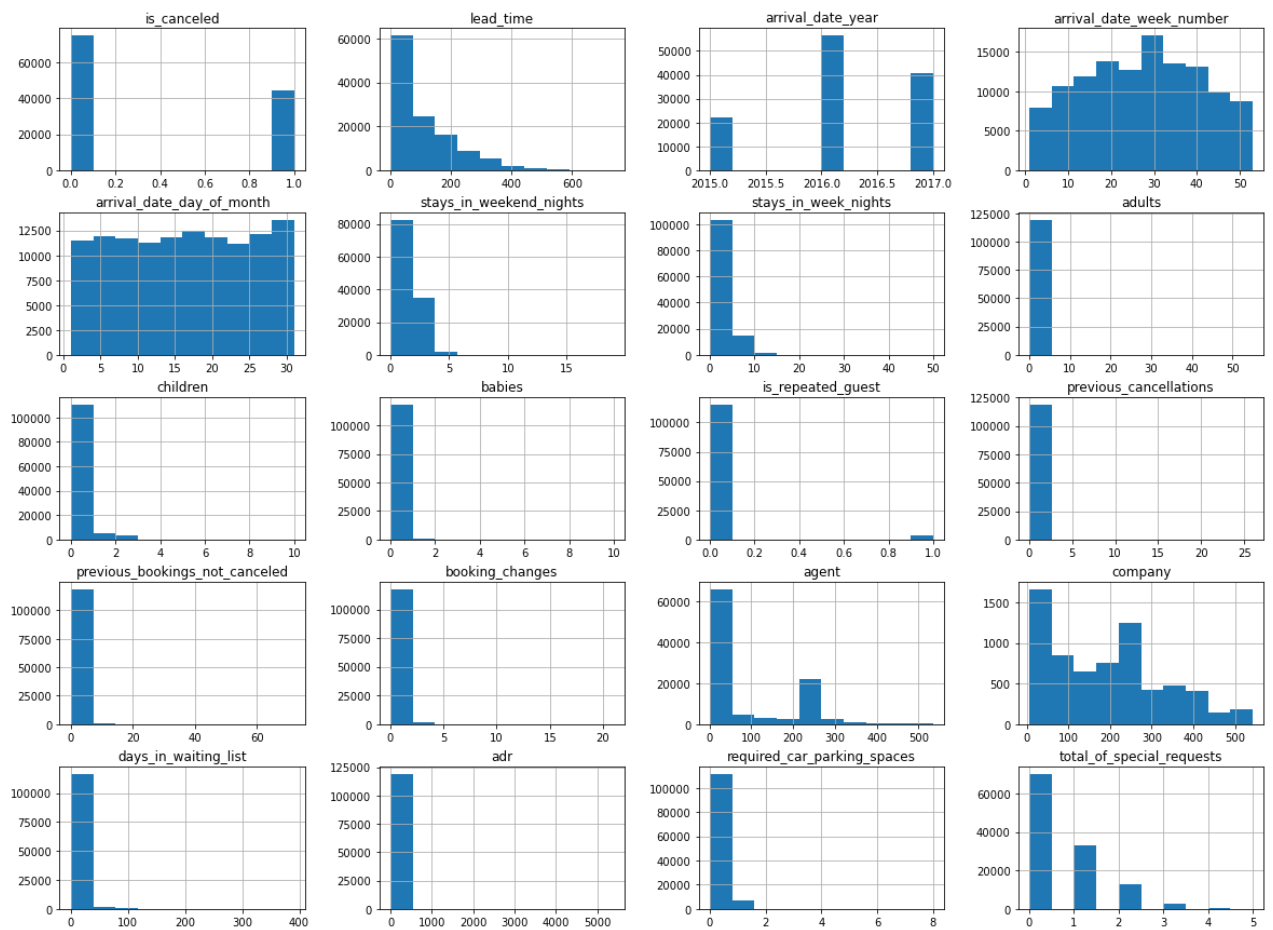 is_canceled
0
20000
40000
60000
0.0 0.2 0.4 0.6 0.8 1.0
lead_time
0
20000
40000
60000
0 200 400 600
arrival_date_year
0
10000
20000
30000
40000
50000
2015.0 2015.5 2016.0 2016.5 2017.0
arrival_date_week_number
0
5000
10000
15000
0 10 20 30 40 50
arrival_date_day_of_month
0
2500
5000
7500
10000
12500
0 5 10 15 20 25 30
stays_in_weekend_nights
0
20000
40000
60000
80000
0 5 10 15
stays_in_week_nights
0
20000
40000
60000
80000
100000
0 10 20 30 40 50
adults
0
25000
50000
75000
100000
125000
0 10 20 30 40 50
children
0
20000
40000
60000
80000
100000
0 2 4 6 8 10
babies
0
25000
50000
75000
100000
0 2 4 6 8 10
is_repeated_guest
0
25000
50000
75000
100000
0.0 0.2 0.4 0.6 0.8 1.0
previous_cancellations
0
25000
50000
75000
100000
125000
0 5 10 15 20 25
previous_bookings_not_canceled
0
25000
50000
75000
100000
0 20 40 60
booking_changes
0
25000
50000
75000
100000
0 5 10 15 20
agent
0
20000
40000
60000
0 100 200 300 400 500
company
0
500
1000
1500
0 100 200 300 400 500
days_in_waiting_list
0
25000
50000
75000
100000
0 100 200 300 400
adr
0
25000
50000
75000
100000
125000
0 1000 2000 3000 4000 5000
required_car_parking_spaces
0
20000
40000
60000
80000
100000
0 2 4 6 8
total_of_special_requests
0
20000
40000
60000
0 1 2 3 4 5